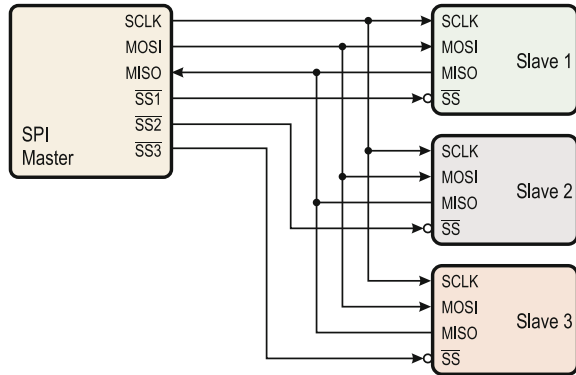 SCLK
MOSI
MISO
SS1
SS2
SS3
SPI
Master
SCLK
MOSI
MISO
SS
Slave 1
SCLK
MOSI
MISO
SS
Slave 2
SCLK
MOSI
MISO
SS
Slave 3